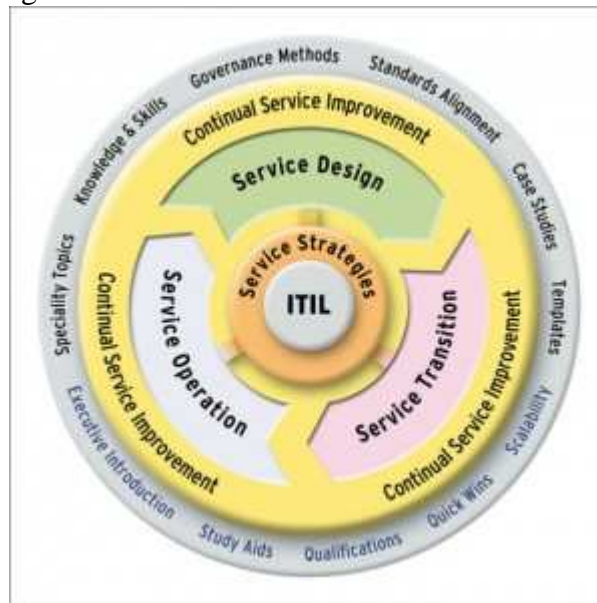 g
Governance Methods
Standards Alignment
Knowledge & Skills
Case Studies
Speciality Topics
Templates
Executive Introduction
Scalability
Study Aids
Qualifications
Quick Wins
Continual Service Improvement
Continual Service Improvement
Continual Service Improvement
Service Design
Service Transition
Service Operation
Service Strategies
ITIL